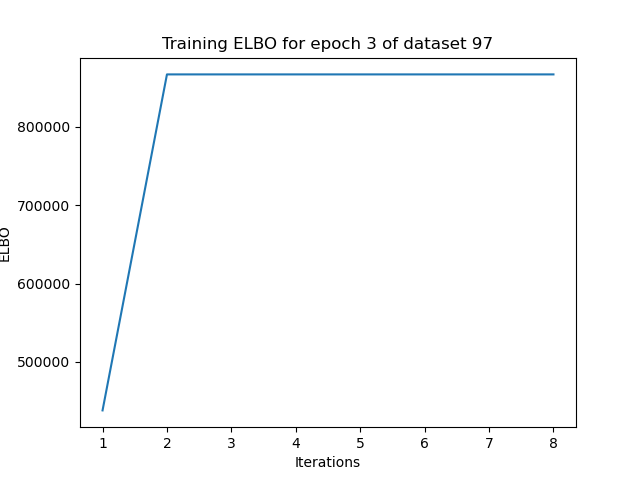 Training ELBO for epoch 3 of dataset 97
800000
700000
600000
500000
ELBO
1 2 3 4 5 6 7 8
Iterations